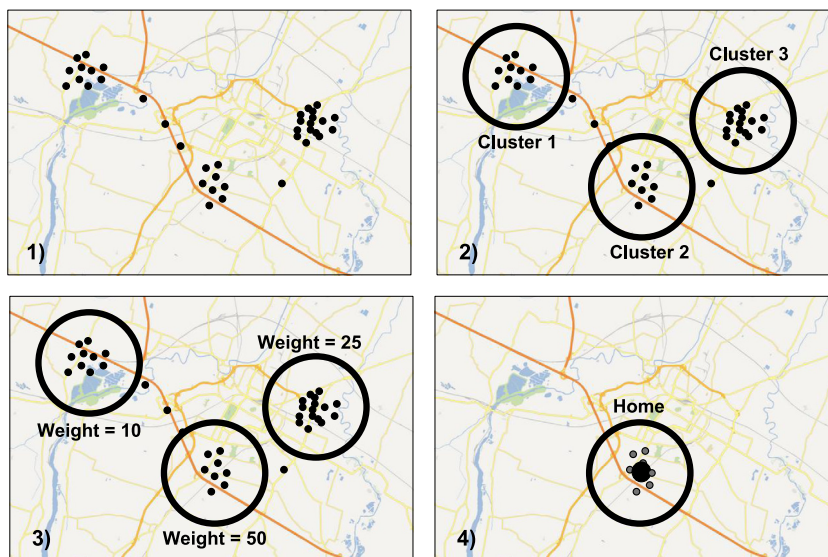 1)
Cluster 1
Cluster 3
Cluster 2
2)
Weight = 10
Weight = 25
Weight = 50
3)
Home
4)